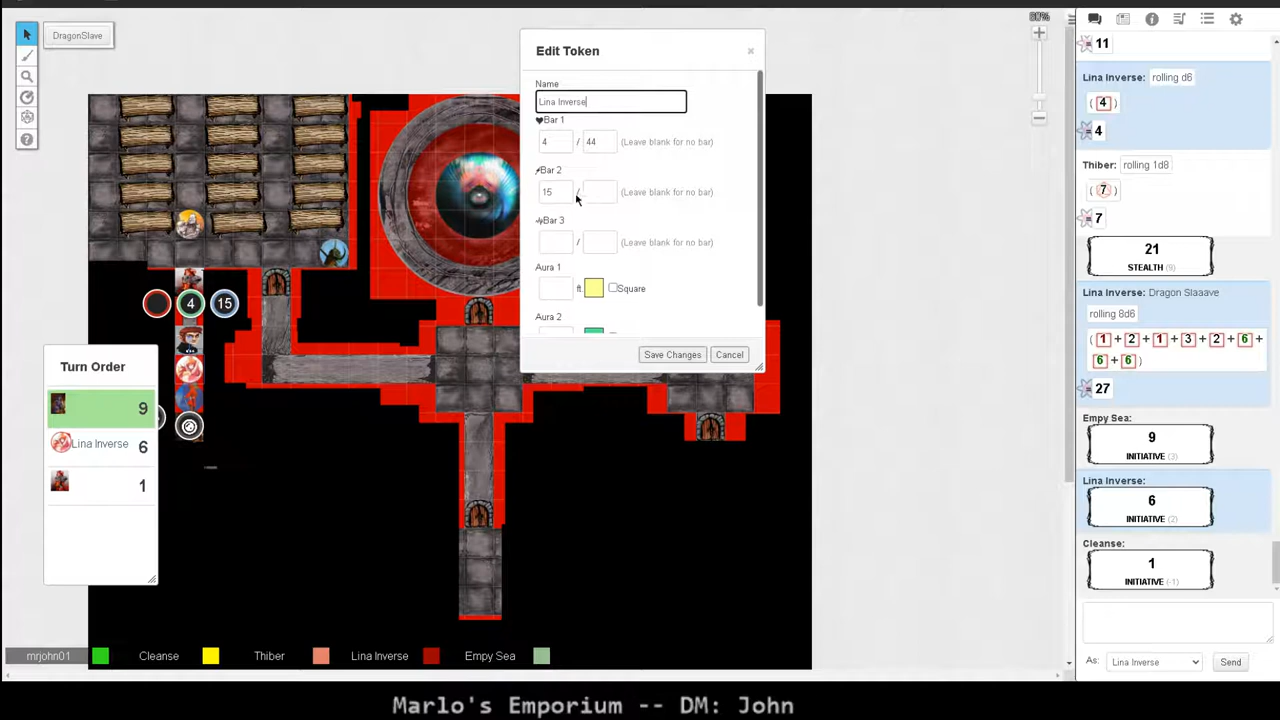 DragonSlave
80%
Edit Token
×
Name
Lina Inverse
Bar 1
4 / 44 (Leave blank for no bar)
Bar 2
15 / (Leave blank for no bar)
Bar 3
/ (Leave blank for no bar)
Aura 1
ft. Square
Aura 2
Save Changes
Cancel
4
15
Turn Order
9
Lina Inverse 6
1
mrjohn01 Cleanse Thiber Lina Inverse Empy Sea
11
Lina Inverse: rolling d6
( 4 )
4
Thiber: rolling 1d8
( 7 )
7
21
STEALTH (9)
Lina Inverse: Dragon Slaaave
rolling 8d6
( 1 + 2 + 1 + 3 + 2 + 6 +
6 + 6 )
27
Empy Sea:
9
INITIATIVE (3)
Lina Inverse:
6
INITIATIVE (2)
Cleanse:
1
INITIATIVE (-1)
As: Lina Inverse Send
Marlo's Emporium -- DM: John